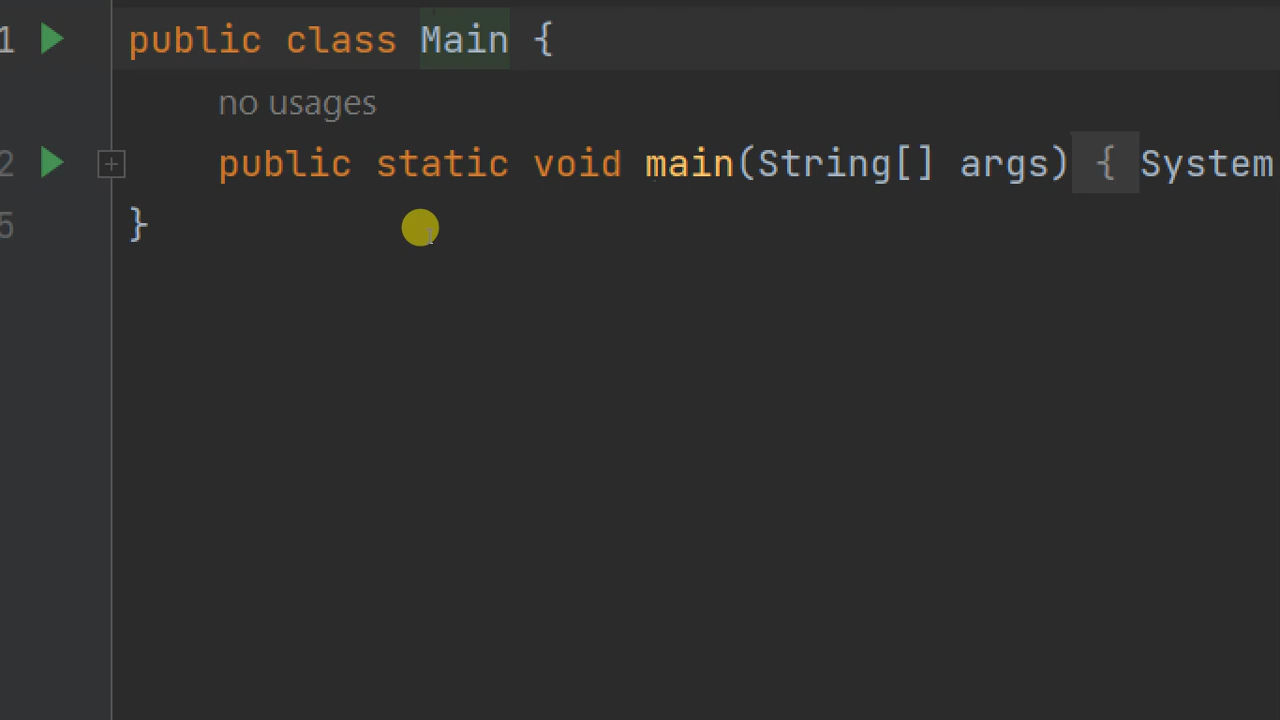 1 public class Main {
no usages
2 public static void main(String[] args) { System
5 }